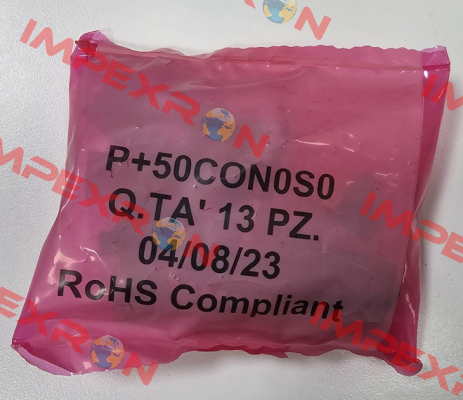 P+50CON0S0
Q.TA' 13 PZ.
04/08/23
RoHS Compliant
IMPEXRON